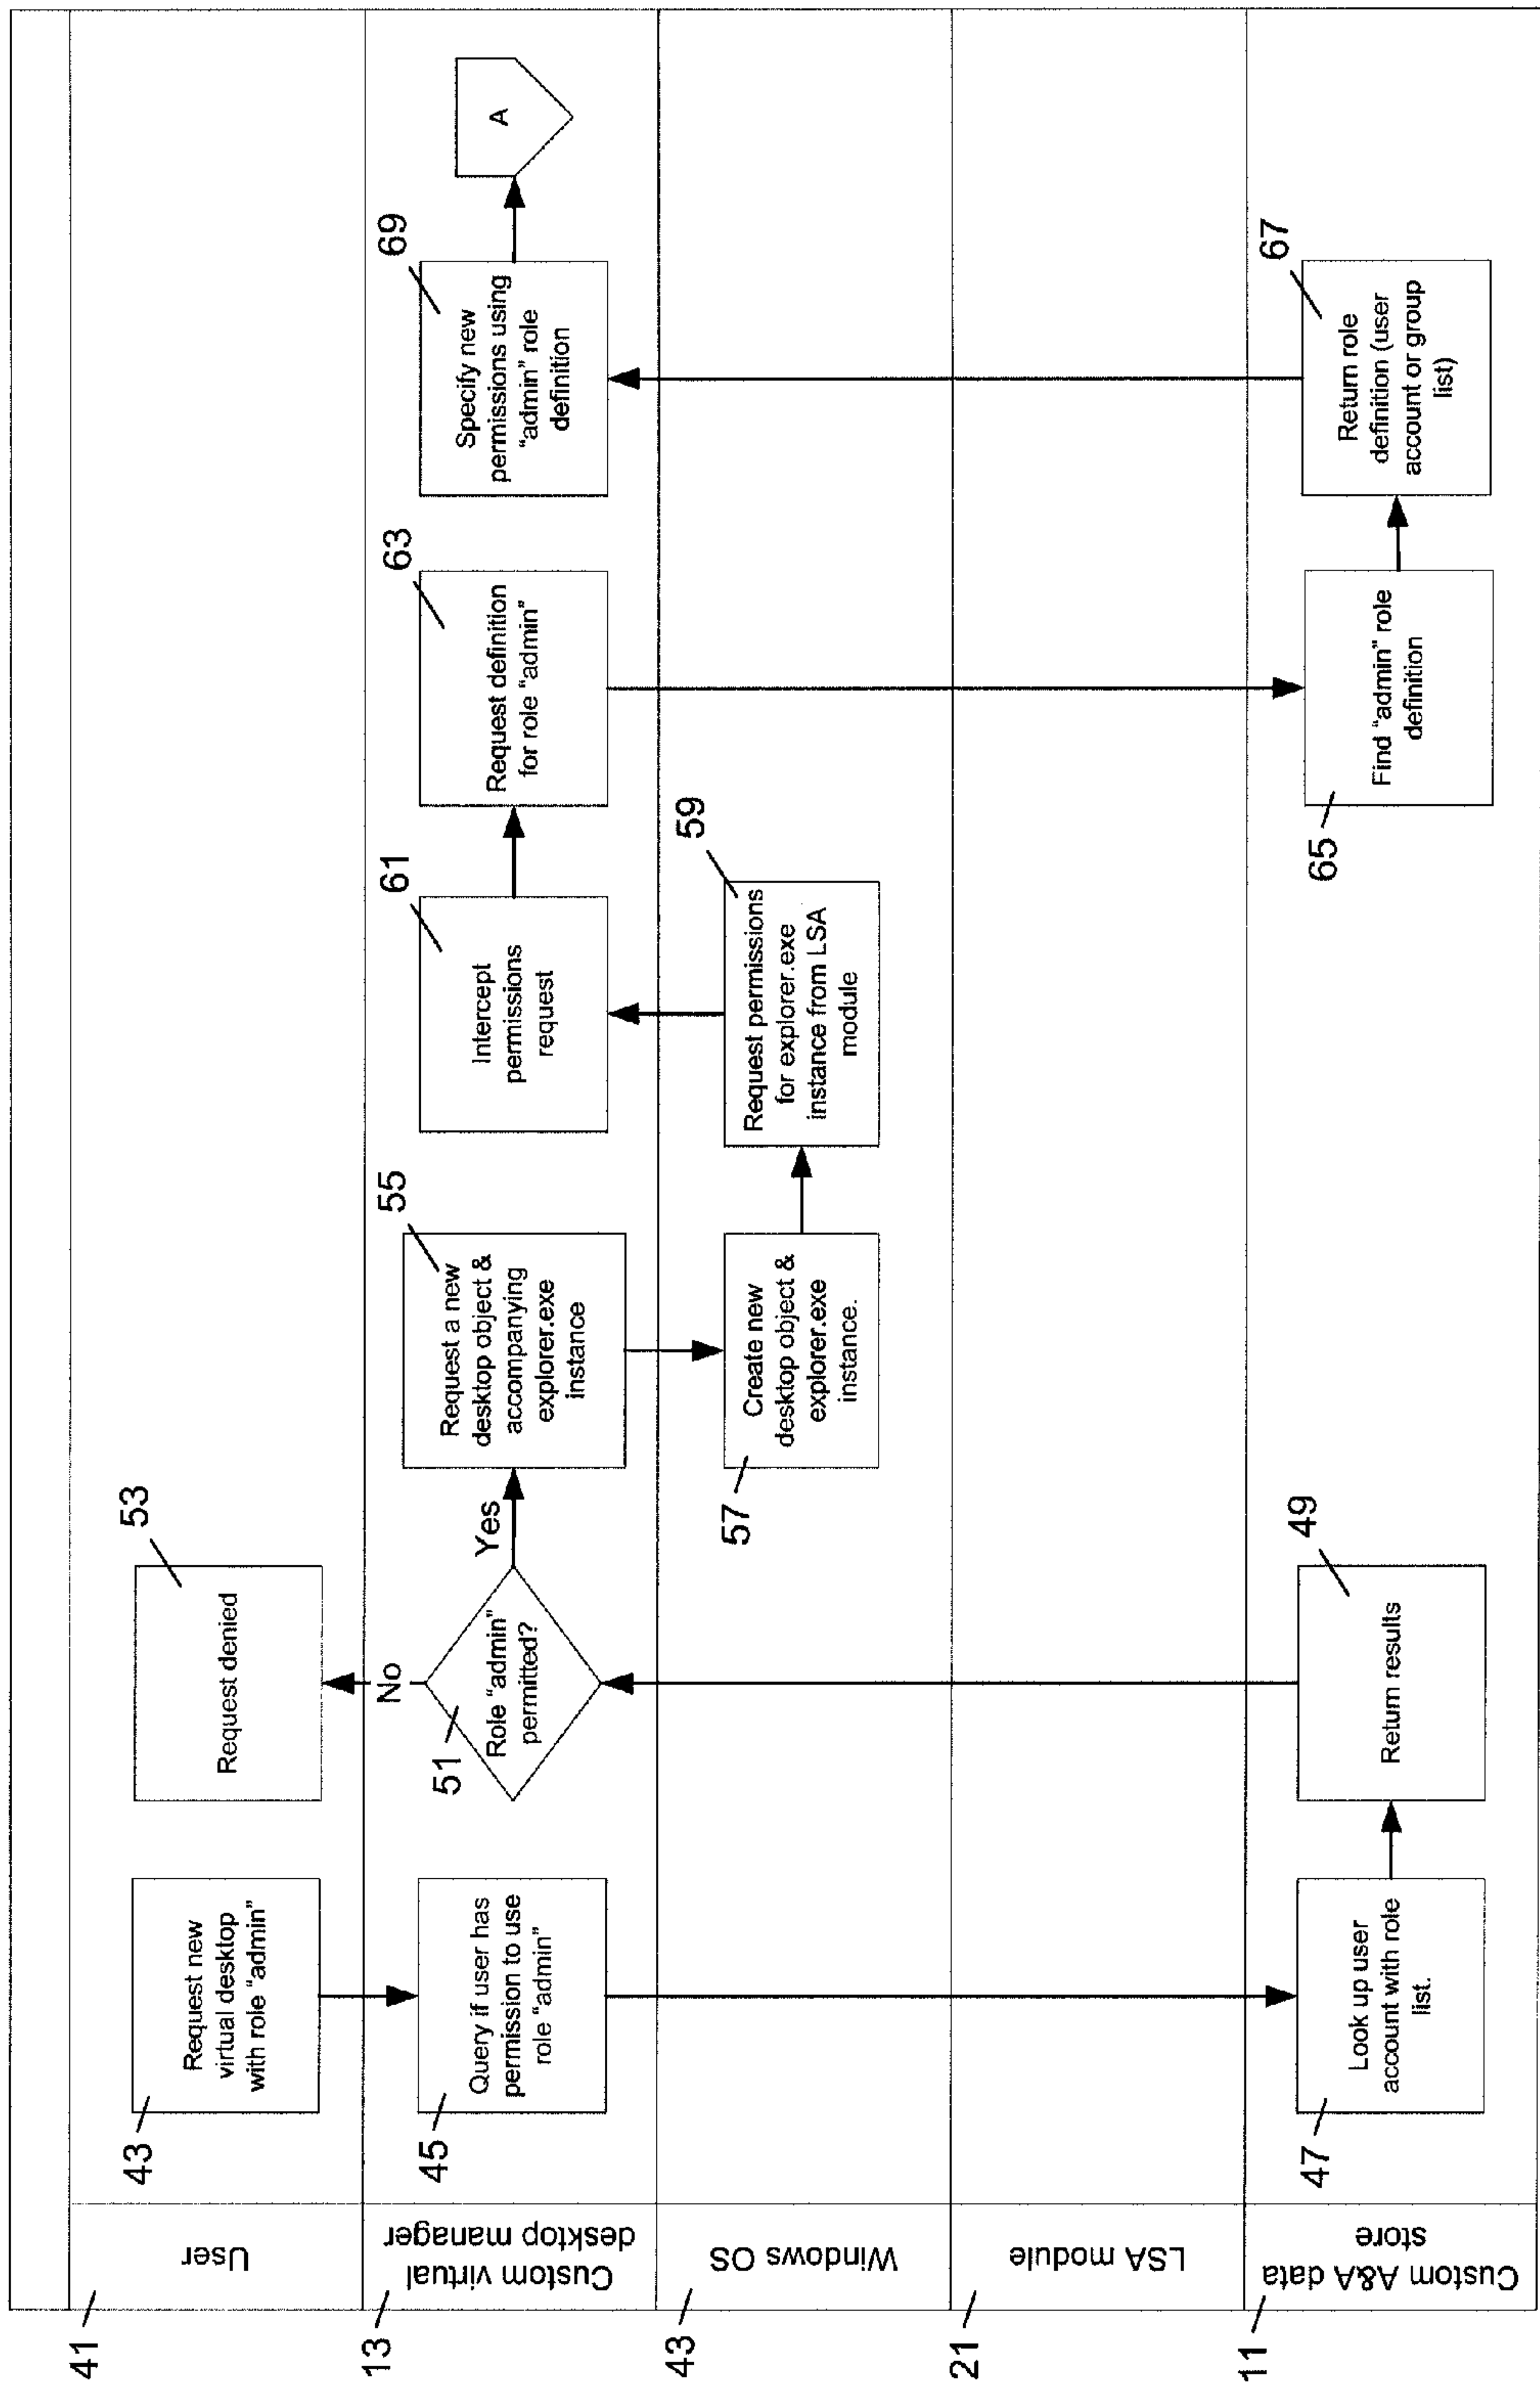 41
User
43
Request new
virtual desktop
with role “admin”
53
Request denied
13
Custom virtual
desktop manager
45
Query if user has
permission to use
role “admin”
51
Role “admin”
permitted?
No
Yes
55
Request a new
desktop object &
accompanying
explorer.exe
instance
61
Intercept
permissions
request
63
Request definition
for role “admin”
69
Specify new
permissions using
“admin” role
definition
A
43
Windows OS
57
Create new
desktop object &
explorer.exe
instance.
59
Request permissions
for explorer.exe
instance from LSA
module
21
LSA module
11
Custom A&A data
store
47
Look up user
account with role
list.
49
Return results
65
Find “admin” role
definition
67
Return role
definition (user
account or group
list)